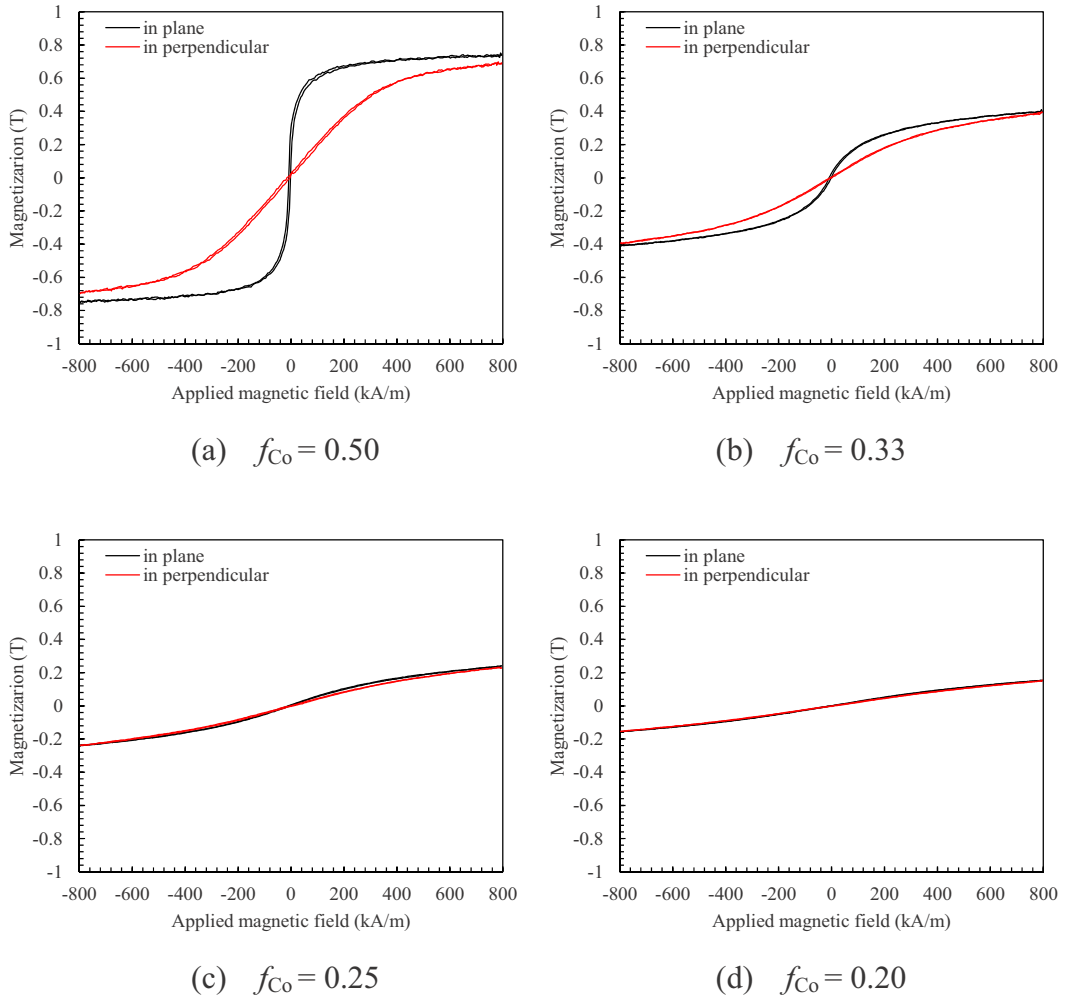 in plane
in perpendicular
Magnetizarion (T)
1
0.8
0.6
0.4
0.2
0
-0.2
-0.4
-0.6
-0.8
-1
-800 -600 -400 -200 0 200 400 600 800
Applied magnetic field (kA/m)
(a) fCo = 0.50
in plane
in perpendicular
Magnetizarion (T)
1
0.8
0.6
0.4
0.2
0
-0.2
-0.4
-0.6
-0.8
-1
-800 -600 -400 -200 0 200 400 600 800
Applied magnetic field (kA/m)
(b) fCo = 0.33
in plane
in perpendicular
Magnetizarion (T)
1
0.8
0.6
0.4
0.2
0
-0.2
-0.4
-0.6
-0.8
-1
-800 -600 -400 -200 0 200 400 600 800
Applied magnetic field (kA/m)
(c) fCo = 0.25
in plane
in perpendicular
Magnetizarion (T)
1
0.8
0.6
0.4
0.2
0
-0.2
-0.4
-0.6
-0.8
-1
-800 -600 -400 -200 0 200 400 600 800
Applied magnetic field (kA/m)
(d) fCo = 0.20